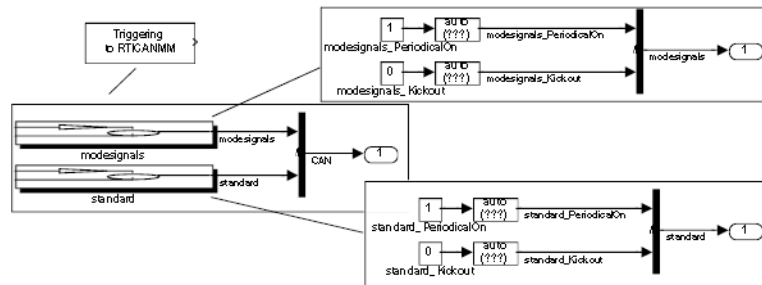 Triggering
to RTICANMM
1
auto
(???)
modesignals_PeriodicalOn
modesignals_PeriodicalOn
0
auto
(???)
modesignals_Kickout
modesignals_Kickout
modesignals
1
modesignals
modesignals
standard
standard
CAN
1
1
auto
(???)
standard_PeriodicalOn
standard_PeriodicalOn
0
auto
(???)
standard_Kickout
standard_Kickout
standard
1